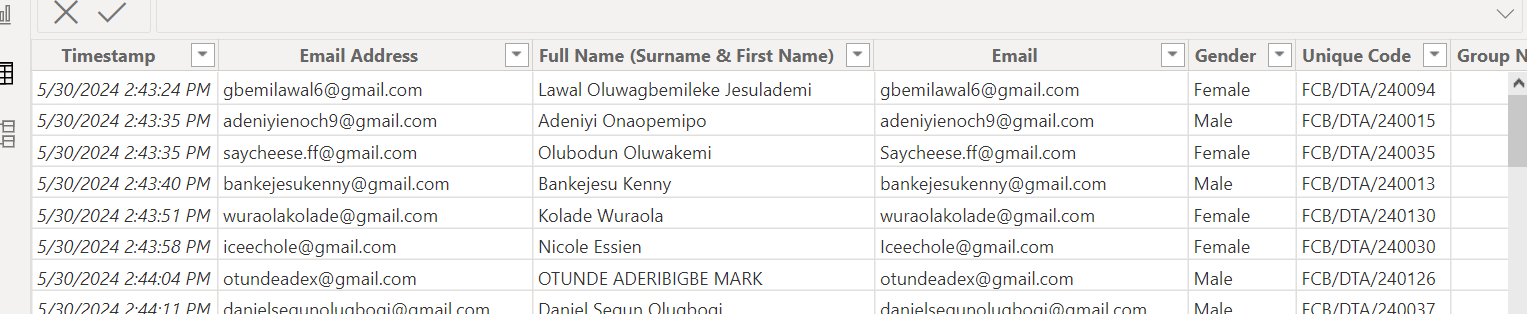 Timestamp Email Address Full Name (Surname & First Name) Email Gender Unique Code Group N
5/30/2024 2:43:24 PM gbemilawal6@gmail.com Lawal Oluwagbemileke Jesulademi gbemilawal6@gmail.com Female FCB/DTA/240094
5/30/2024 2:43:35 PM adeniyienoch9@gmail.com Adeniyi Onaopemipo adeniyienoch9@gmail.com Male FCB/DTA/240015
5/30/2024 2:43:35 PM saycheese.ff@gmail.com Olubodun Oluwakemi Saycheese.ff@gmail.com Female FCB/DTA/240035
5/30/2024 2:43:40 PM bankejesukenny@gmail.com Bankejesu Kenny bankejesukenny@gmail.com Male FCB/DTA/240013
5/30/2024 2:43:51 PM wuraolakolade@gmail.com Kolade Wuraola wuraolakolade@gmail.com Female FCB/DTA/240130
5/30/2024 2:43:58 PM iceechole@gmail.com Nicole Essien Iceechole@gmail.com Female FCB/DTA/240030
5/30/2024 2:44:04 PM otundeadex@gmail.com OTUNDE ADERIBIGBE MARK otundeadex@gmail.com Male FCB/DTA/240126
5/30/2024 2:44:11 PM danielsegunolugbogi@gmail.com Daniel Segun Olugbogi danielsegunolugbogi@gmail.com Male FCB/DTA/240037